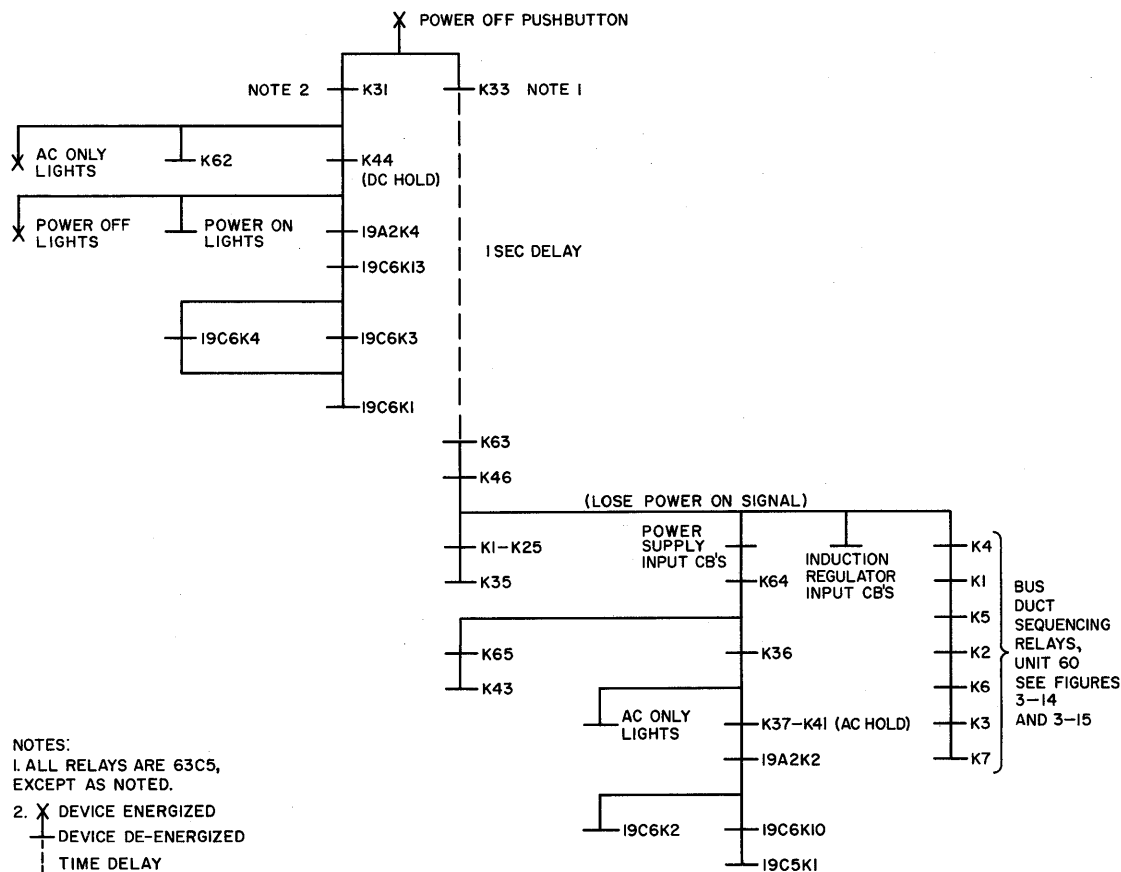 POWER OFF PUSHBUTTON
NOTE 2
K31
K33 NOTE 1
AC ONLY
LIGHTS
K62
K44
(DC HOLD)
POWER OFF
LIGHTS
POWER ON
LIGHTS
19A2K4
1 SEC DELAY
19C6K13
19C6K4
19C6K3
19C6K1
K63
K46
(LOSE POWER ON SIGNAL)
K1-K25
K35
POWER
SUPPLY
INPUT CB'S
K64
INDUCTION
REGULATOR
INPUT CB'S
K4
K1
K5
K2
K6
K3
K7
BUS
DUCT
SEQUENCING
RELAYS,
UNIT 60
SEE FIGURES
3-14
AND 3-15
K65
K43
K36
AC ONLY
LIGHTS
K37-K41 (AC HOLD)
19A2K2
19C6K2
19C6K10
19C5K1
NOTES:
1. ALL RELAYS ARE 63C5,
EXCEPT AS NOTED.
2. DEVICE ENERGIZED
DEVICE DE-ENERGIZED
TIME DELAY